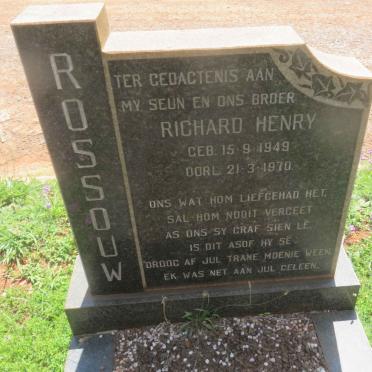 ROSSOUW
TER GEDAGTENIS AAN
MY SEUN EN ONS BROER
RICHARD HENRY
GEB. 15-9-1949
OORL. 21-3-1970
ONS WAT HOM LIEFGEHAD HET,
SAL HOM NOOIT VERGEET
AS ONS SY GRAF SIEN LÊ,
IS DIT ASOF HY SÊ
"DROOG AF JUL TRANE MOENIE WEEN,
EK WAS NET AAN JUL GELEEN."